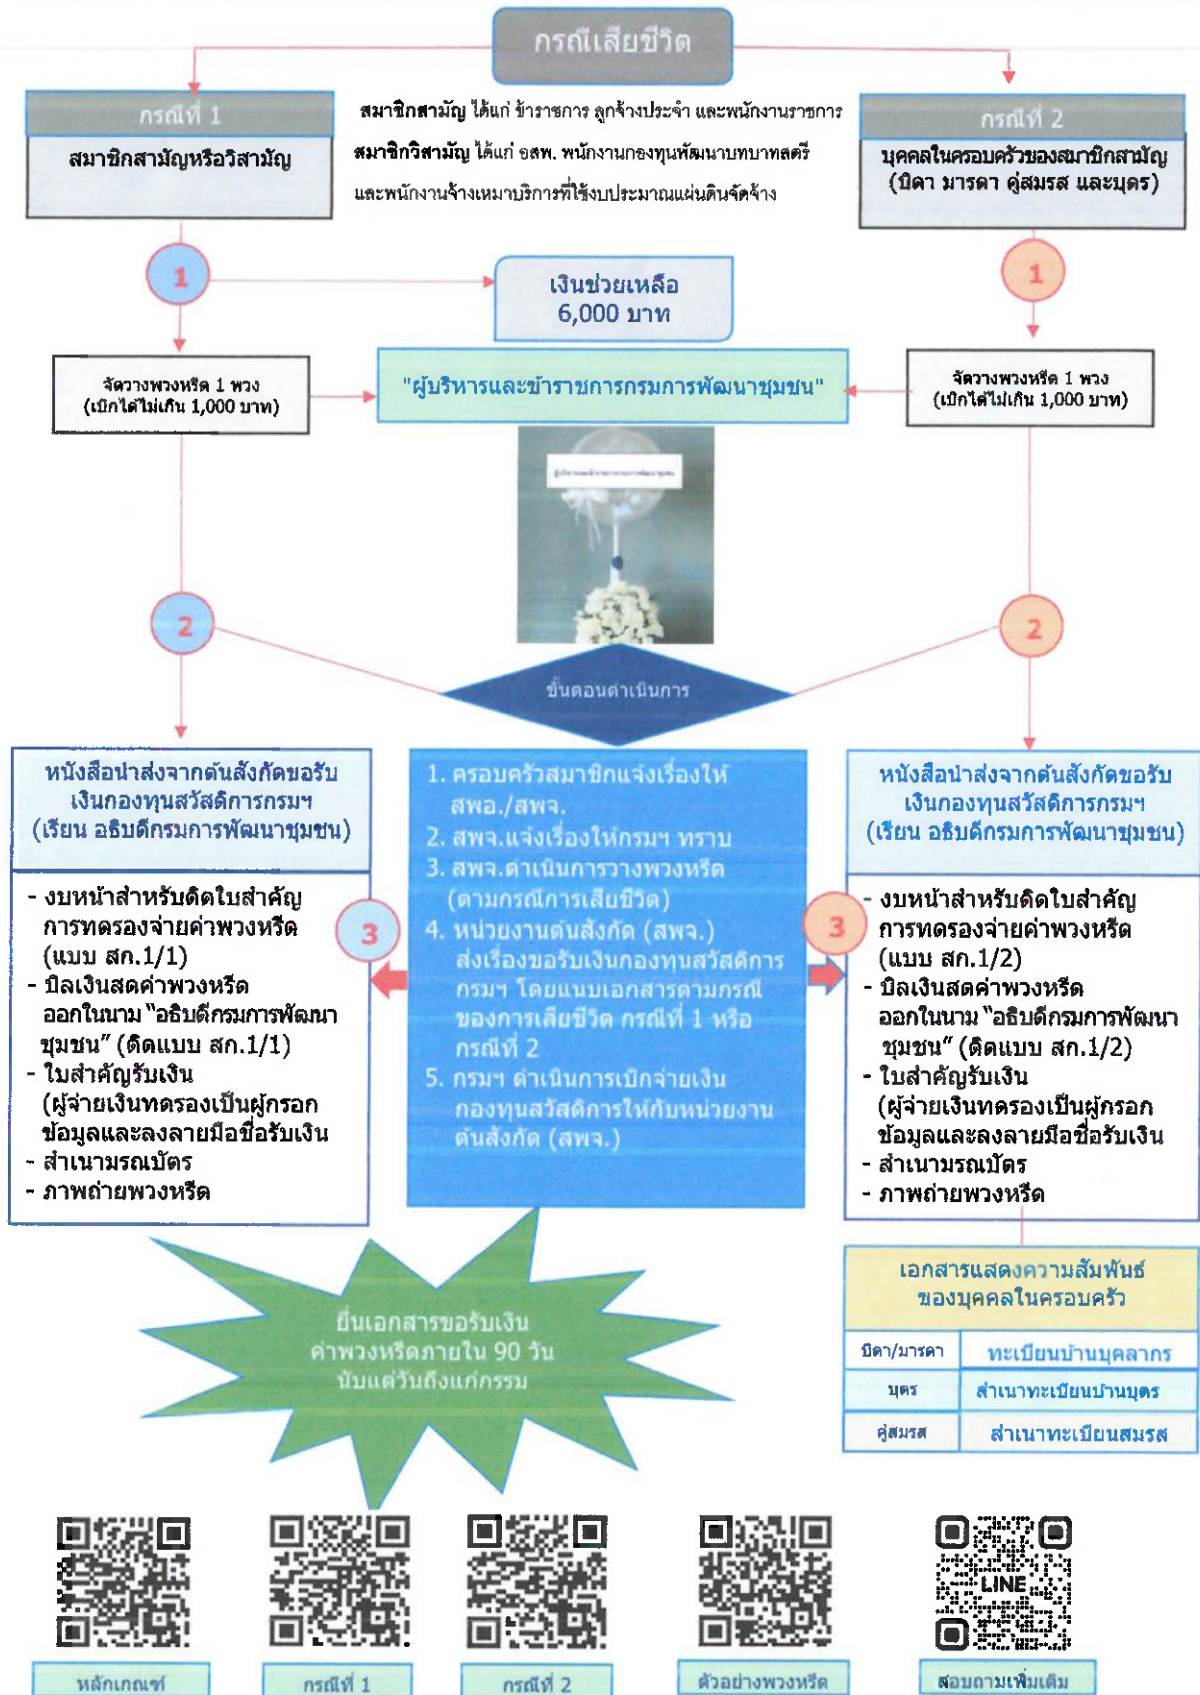 กรณีเสียชีวิต
กรณีที่ 1
สมาชิกสามัญหรือวิสามัญ
สมาชิกสามัญ ได้แก่ ข้าราชการ ลูกจ้างประจำ และพนักงานราชการ
สมาชิกวิสามัญ ได้แก่ อสพ. พนักงานกองทุนพัฒนาบทบาทสตรี
และพนักงานจ้างเหมาบริการที่ใช้งบประมาณแผ่นดินจัดจ้าง
กรณีที่ 2
บุคคลในครอบครัวของสมาชิกสามัญ
(บิดา มารดา คู่สมรส และบุตร)
1
เงินช่วยเหลือ
6,000 บาท
1
จัดวางพวงหรีด 1 พวง
(เบิกได้ไม่เกิน 1,000 บาท)
"ผู้บริหารและข้าราชการกรมการพัฒนาชุมชน"
จัดวางพวงหรีด 1 พวง
(เบิกได้ไม่เกิน 1,000 บาท)
ผู้บริหารและข้าราชการกรมการพัฒนาชุมชน
2
2
ขั้นตอนดำเนินการ
หนังสือนำส่งจากต้นสังกัดขอรับ
เงินกองทุนสวัสดิการกรมฯ
(เรียน อธิบดีกรมการพัฒนาชุมชน)
- งบหน้าสำหรับติดใบสำคัญ
การทดรองจ่ายค่าพวงหรีด
(แบบ สก.1/1)
- บิลเงินสดค่าพวงหรีด
ออกในนาม "อธิบดีกรมการพัฒนา
ชุมชน" (ติดแบบ สก.1/1)
- ใบสำคัญรับเงิน
(ผู้จ่ายเงินทดรองเป็นผู้กรอก
ข้อมูลและลงลายมือชื่อรับเงิน
- สำเนามรณบัตร
- ภาพถ่ายพวงหรีด
3
1. ครอบครัวสมาชิกแจ้งเรื่องให้
สพอ./สพจ.
2. สพจ.แจ้งเรื่องให้กรมฯ ทราบ
3. สพจ.ดำเนินการวางพวงหรีด
(ตามกรณีการเสียชีวิต)
4. หน่วยงานต้นสังกัด (สพจ.)
ส่งเรื่องขอรับเงินกองทุนสวัสดิการ
กรมฯ โดยแนบเอกสารตามกรณี
ของการเสียชีวิต กรณีที่ 1 หรือ
กรณีที่ 2
5. กรมฯ ดำเนินการเบิกจ่ายเงิน
กองทุนสวัสดิการให้กับหน่วยงาน
ต้นสังกัด (สพจ.)
3
หนังสือนำส่งจากต้นสังกัดขอรับ
เงินกองทุนสวัสดิการกรมฯ
(เรียน อธิบดีกรมการพัฒนาชุมชน)
- งบหน้าสำหรับติดใบสำคัญ
การทดรองจ่ายค่าพวงหรีด
(แบบ สก.1/2)
- บิลเงินสดค่าพวงหรีด
ออกในนาม "อธิบดีกรมการพัฒนา
ชุมชน" (ติดแบบ สก.1/2)
- ใบสำคัญรับเงิน
(ผู้จ่ายเงินทดรองเป็นผู้กรอก
ข้อมูลและลงลายมือชื่อรับเงิน
- สำเนามรณบัตร
- ภาพถ่ายพวงหรีด
ยื่นเอกสารขอรับเงิน
ค่าพวงหรีดภายใน 90 วัน
นับแต่วันถึงแก่กรรม
เอกสารแสดงความสัมพันธ์
ของบุคคลในครอบครัว
บิดา/มารดา ทะเบียนบ้านบุคลากร
บุตร สำเนาทะเบียนบ้านบุตร
คู่สมรส สำเนาทะเบียนสมรส
LINE
หลักเกณฑ์
กรณีที่ 1
กรณีที่ 2
ตัวอย่างพวงหรีด
สอบถามเพิ่มเติม